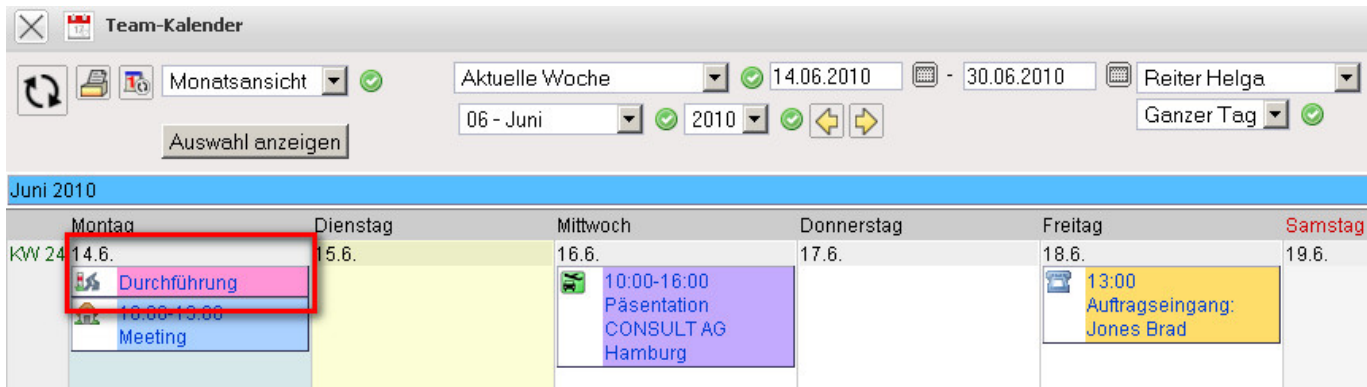 Team-Kalender
Monatsansicht Aktuelle Woche 14.06.2010 - 30.06.2010 Reiter Helga
06 - Juni 2010 Ganzer Tag
Auswahl anzeigen
Juni 2010
Montag Dienstag Mittwoch Donnerstag Freitag Samstag
KW 24 14.6. 15.6. 16.6. 17.6. 18.6. 19.6.
Durchführung
Meeting
10:00-16:00
Päsentation
CONSULT AG
Hamburg
13:00
Auftragseingang:
Jones Brad